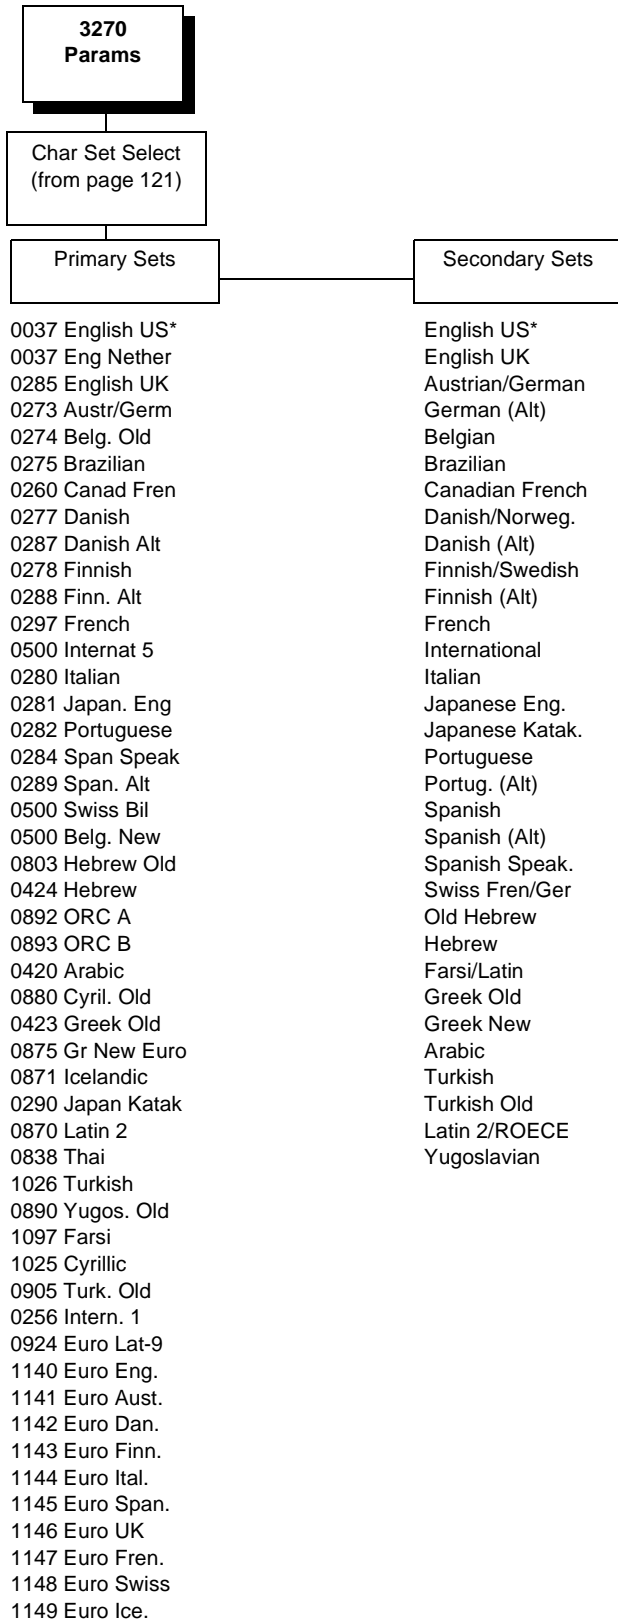 3270
Params
Char Set Select
(from page 121)
Primary Sets
Secondary Sets
0037 English US*
0037 Eng Nether
0285 English UK
0273 Austr/Germ
0274 Belg. Old
0275 Brazilian
0260 Canad Fren
0277 Danish
0287 Danish Alt
0278 Finnish
0288 Finn. Alt
0297 French
0500 Internat 5
0280 Italian
0281 Japan. Eng
0282 Portuguese
0284 Span Speak
0289 Span. Alt
0500 Swiss Bil
0500 Belg. New
0803 Hebrew Old
0424 Hebrew
0892 ORC A
0893 ORC B
0420 Arabic
0880 Cyril. Old
0423 Greek Old
0875 Gr New Euro
0871 Icelandic
0290 Japan Katak
0870 Latin 2
0838 Thai
1026 Turkish
0890 Yugos. Old
1097 Farsi
1025 Cyrillic
0905 Turk. Old
0256 Intern. 1
0924 Euro Lat-9
1140 Euro Eng.
1141 Euro Aust.
1142 Euro Dan.
1143 Euro Finn.
1144 Euro Ital.
1145 Euro Span.
1146 Euro UK
1147 Euro Fren.
1148 Euro Swiss
1149 Euro Ice.
English US*
English UK
Austrian/German
German (Alt)
Belgian
Brazilian
Canadian French
Danish/Norweg.
Danish (Alt)
Finnish/Swedish
Finnish (Alt)
French
International
Italian
Japanese Eng.
Japanese Katak.
Portuguese
Portug. (Alt)
Spanish
Spanish (Alt)
Spanish Speak.
Swiss Fren/Ger
Old Hebrew
Hebrew
Farsi/Latin
Greek Old
Greek New
Arabic
Turkish
Turkish Old
Latin 2/ROECE
Yugoslavian